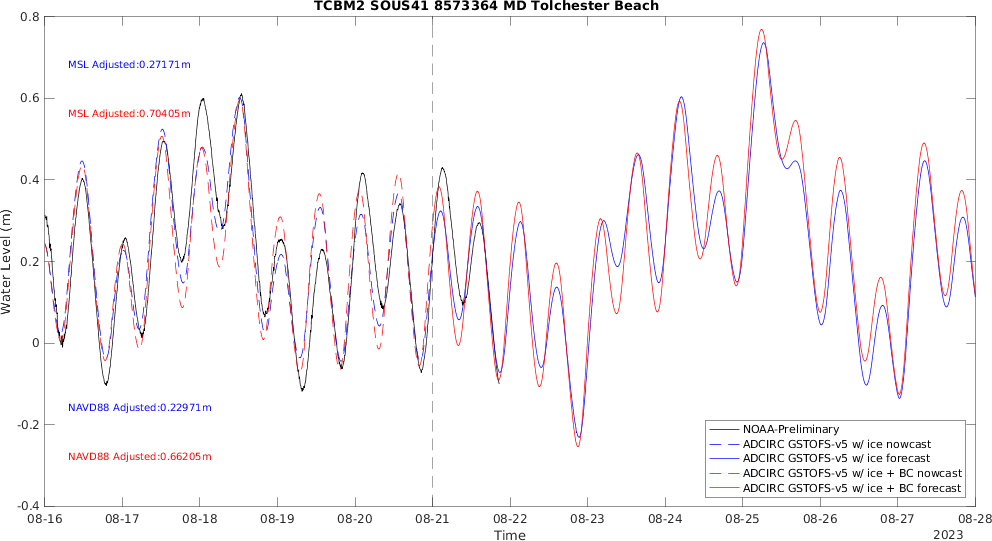 TCBM2 SOUS41 8573364 MD Tolchester Beach
0.8
0.6
0.4
0.2
0
-0.2
-0.4
Water Level (m)
MSL Adjusted:0.27171m
MSL Adjusted:0.70405m
NAVD88 Adjusted:0.22971m
NAVD88 Adjusted:0.66205m
NOAA-Preliminary
ADCIRC GSTOFS-v5 w/ ice nowcast
ADCIRC GSTOFS-v5 w/ ice forecast
ADCIRC GSTOFS-v5 w/ ice + BC nowcast
ADCIRC GSTOFS-v5 w/ ice + BC forecast
08-16 08-17 08-18 08-19 08-20 08-21 08-22 08-23 08-24 08-25 08-26 08-27 08-28
Time
2023